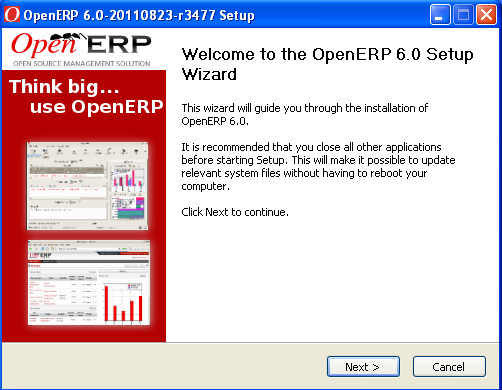 OpenERP 6.0-20110823-r3477 Setup
Open ERP
OPEN SOURCE MANAGEMENT SOLUTION
Think big...
use OpenERP
Welcome to the OpenERP 6.0 Setup
Wizard
This wizard will guide you through the installation of
OpenERP 6.0.
It is recommended that you close all other applications
before starting Setup. This will make it possible to update
relevant system files without having to reboot your
computer.
Click Next to continue.
Next >
Cancel